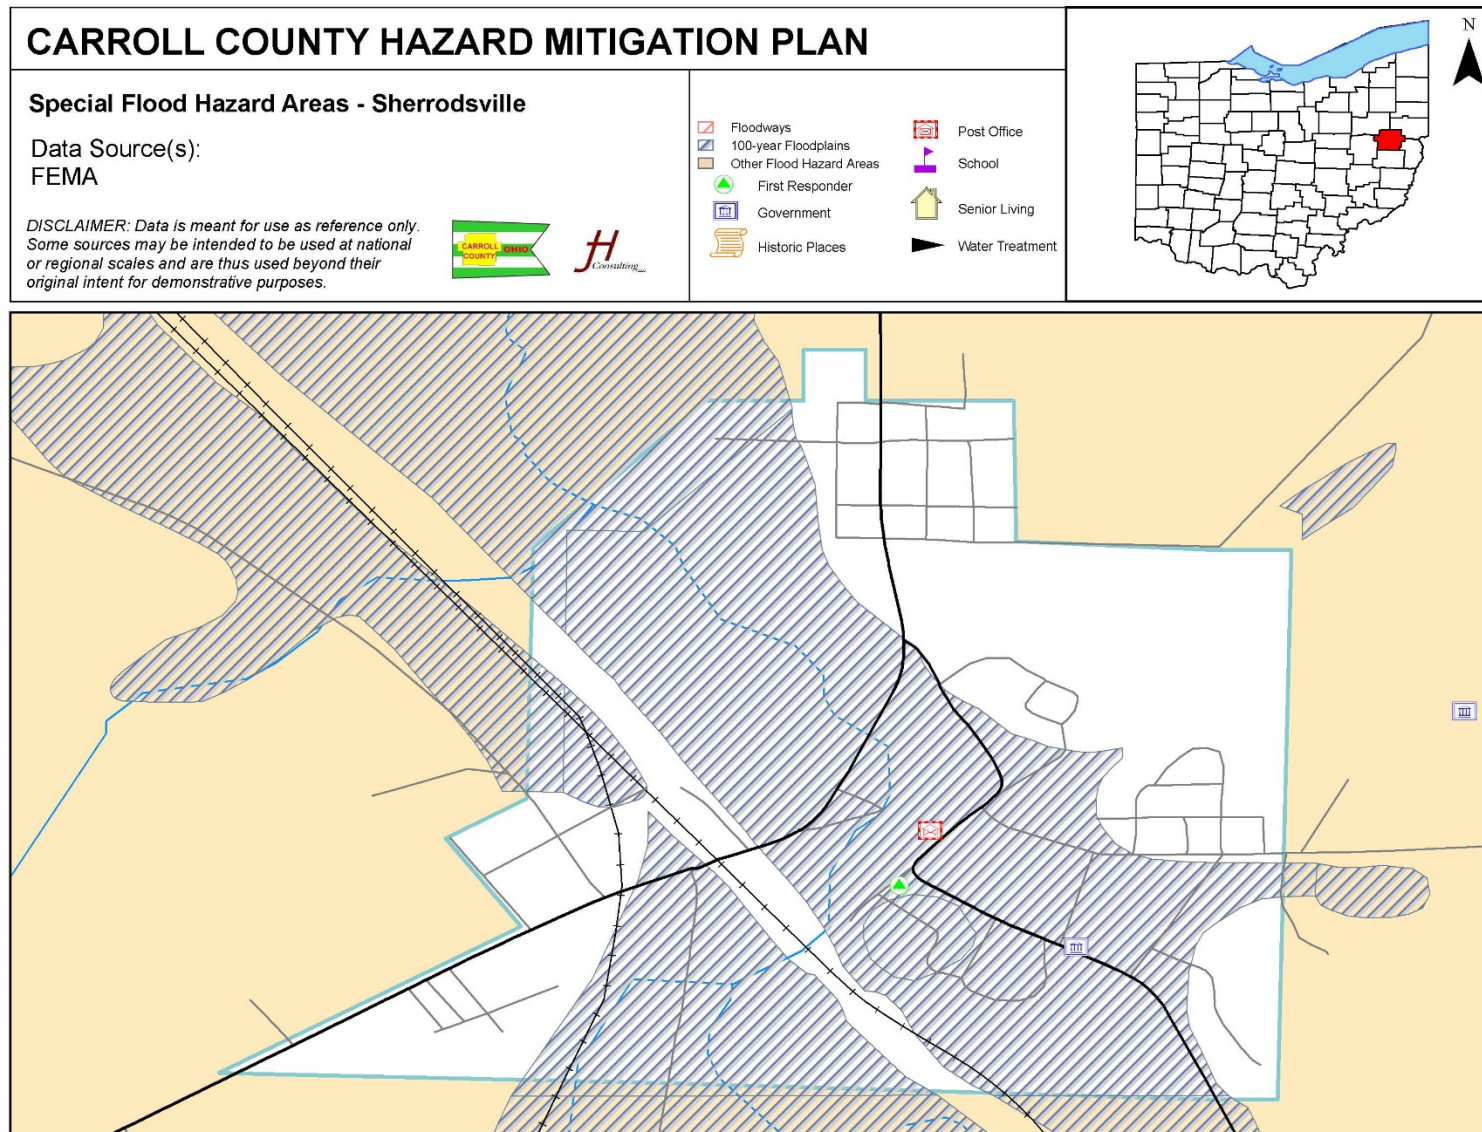 CARROLL COUNTY HAZARD MITIGATION PLAN
Special Flood Hazard Areas - Sherrodsville
Data Source(s):
FEMA
DISCLAIMER: Data is meant for use as reference only.
Some sources may be intended to be used at national
or regional scales and are thus used beyond their
original intent for demonstrative purposes.
CARROLL
COUNTY
OHIO
JH
Consulting, LLC
Floodways
100-year Floodplains
Other Flood Hazard Areas
First Responder
Government
Historic Places
Post Office
School
Senior Living
Water Treatment
N